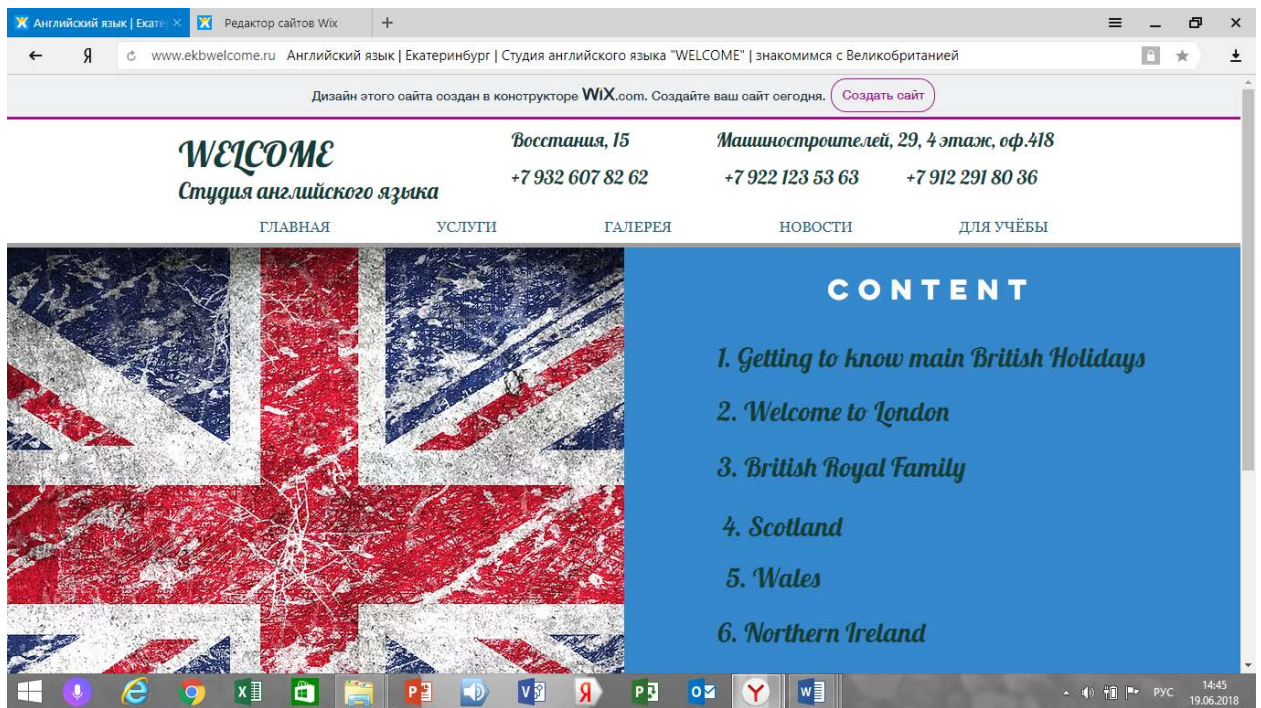 Английский язык | Екате
Редактор сайтов Wix
www.ekbwelcome.ru Английский язык | Екатеринбург | Студия английского языка "WELCOME" | знакомимся с Великобританией
Дизайн этого сайта создан в конструкторе WiX.com. Создайте ваш сайт сегодня. Создать сайт
WELCOME
Студия английского языка
Восстания, 15
+7 932 607 82 62
Машиностроителей, 29, 4 этаж, оф.418
+7 922 123 53 63 +7 912 291 80 36
ГЛАВНАЯ УСЛУГИ ГАЛЕРЕЯ НОВОСТИ ДЛЯ УЧЁБЫ
CONTENT
1. Getting to know main British Holidays
2. Welcome to London
3. British Royal Family
4. Scotland
5. Wales
6. Northern Ireland
РУС
14:45
19.06.2018